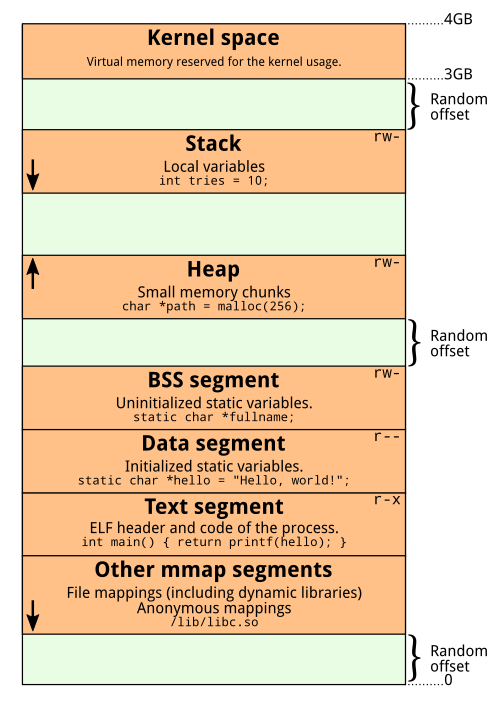 4GB
Kernel space
Virtual memory reserved for the kernel usage.
3GB
Random
offset
Stack
rw-
Local variables
int tries = 10;
Heap
rw-
Small memory chunks
char *path = malloc(256);
Random
offset
BSS segment
rw-
Uninitialized static variables.
static char *fullname;
Data segment
r--
Initialized static variables.
static char *hello = "Hello, world!";
Text segment
r-x
ELF header and code of the process.
int main() { return printf(hello); }
Other mmap segments
File mappings (including dynamic libraries)
Anonymous mappings
/lib/libc.so
Random
offset
0